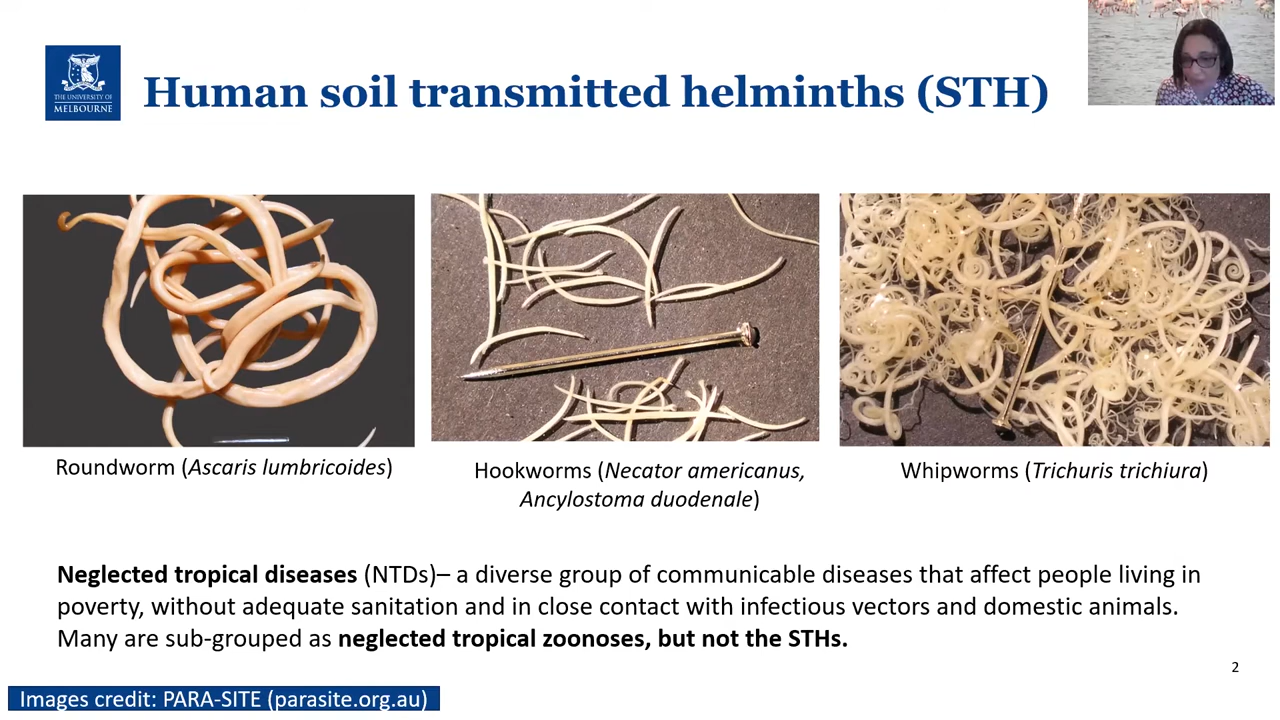 THE UNIVERSITY OF
MELBOURNE
Human soil transmitted helminths (STH)
Roundworm (Ascaris lumbricoides)
Hookworms (Necator americanus,
Ancylostoma duodenale)
Whipworms (Trichuris trichiura)
Neglected tropical diseases (NTDs)– a diverse group of communicable diseases that affect people living in
poverty, without adequate sanitation and in close contact with infectious vectors and domestic animals.
Many are sub-grouped as neglected tropical zoonoses, but not the STHs.
2
Images credit: PARA-SITE (parasite.org.au)